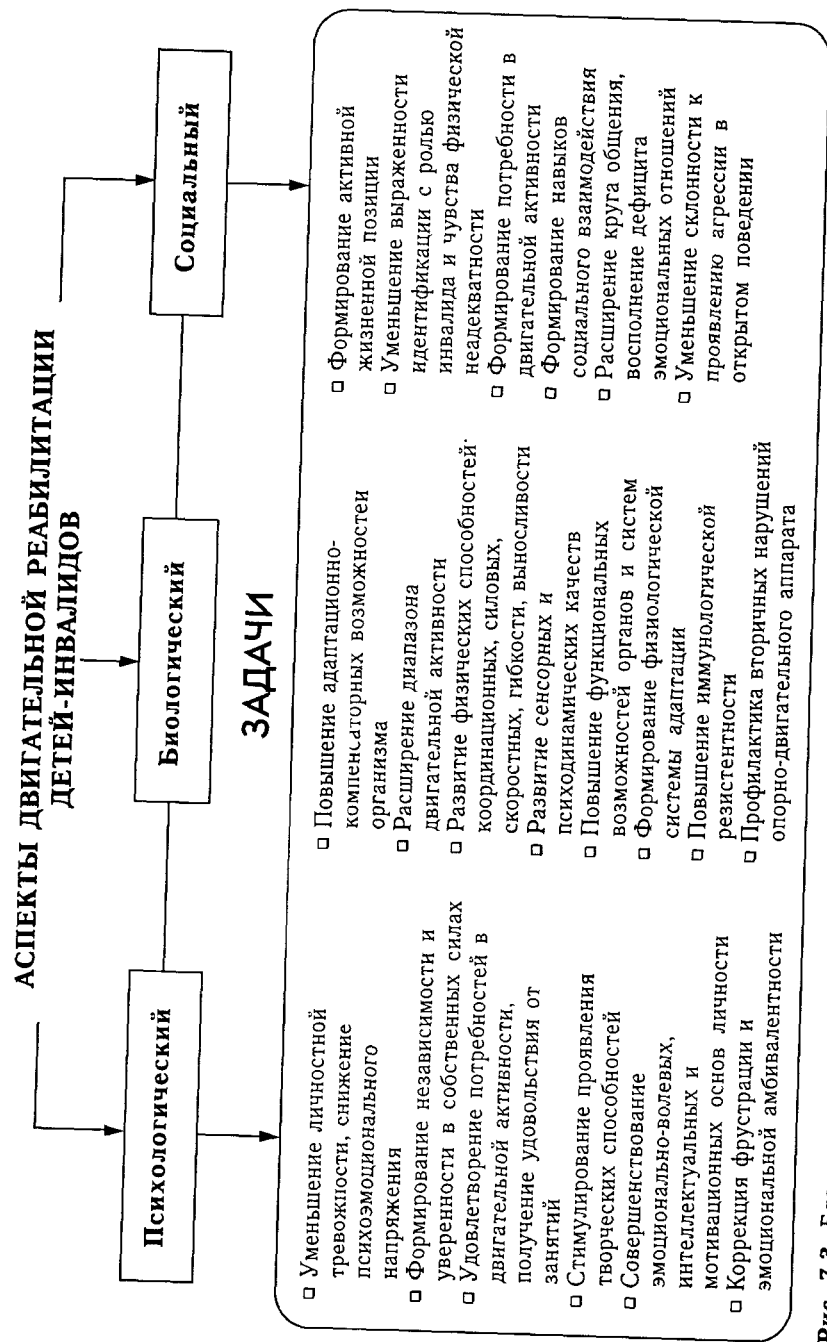 АСПЕКТЫ ДВИГАТЕЛЬНОЙ РЕАБИЛИТАЦИИ
ДЕТЕЙ-ИНВАЛИДОВ
Психологический
Биологический
Социальный
ЗАДАЧИ
□ Уменьшение личностной
тревожности, снижение
психоэмоционального
напряжения
□ Формирование независимости и
уверенности в собственных силах
□ Удовлетворение потребностей в
двигательной активности,
получение удовольствия от
занятий
□ Стимулирование проявления
творческих способностей
□ Совершенствование
эмоционально-волевых,
интеллектуальных и
мотивационных основ личности
□ Коррекция фрустрации и
эмоциональной амбивалентности
□ Повышение адаптационно-
компенсаторных возможностей
организма
□ Расширение диапазона
двигательной активности
□ Развитие физических способностей:
координационных, силовых,
скоростных, гибкости, выносливости
□ Развитие сенсорных и
психодинамических качеств
□ Повышение функциональных
возможностей органов и систем
□ Формирование физиологической
системы адаптации
□ Повышение иммунологической
резистентности
□ Профилактика вторичных нарушений
опорно-двигательного аппарата
□ Формирование активной
жизненной позиции
□ Уменьшение выраженности
идентификации с ролью
инвалида и чувства физической
неадекватности
□ Формирование потребности в
двигательной активности
□ Формирование навыков
социального взаимодействия
□ Расширение круга общения,
восполнение дефицита
эмоциональных отношений
□ Уменьшение склонности к
проявлению агрессии в
открытом поведении
Рис. 7.3.